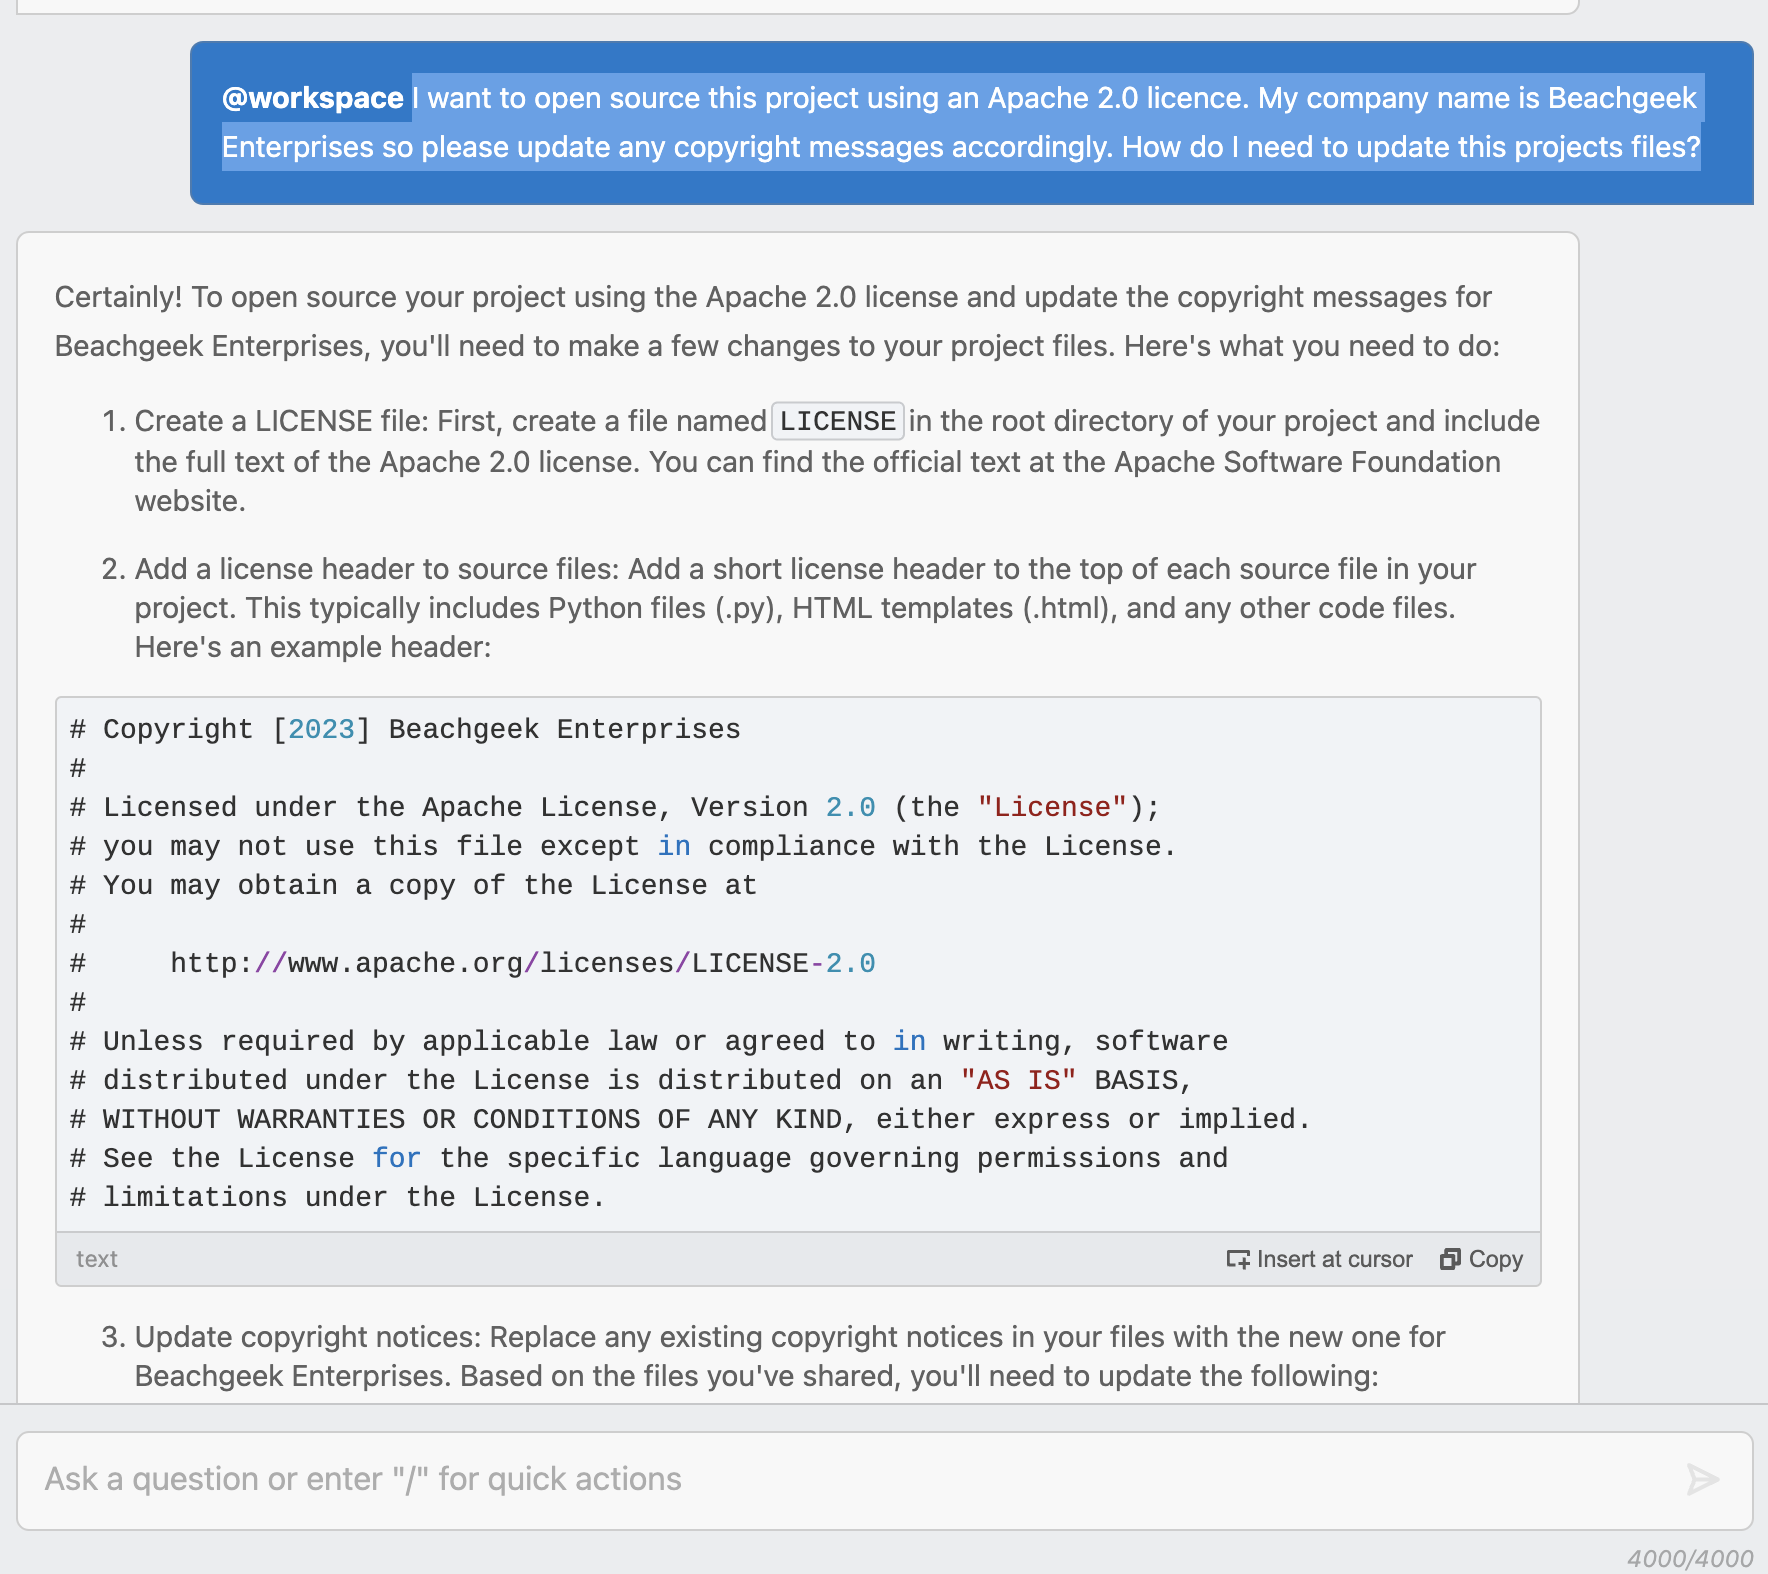 @workspace I want to open source this project using an Apache 2.0 licence. My company name is Beachgeek
Enterprises so please update any copyright messages accordingly. How do I need to update this projects files?
Certainly! To open source your project using the Apache 2.0 license and update the copyright messages for
Beachgeek Enterprises, you'll need to make a few changes to your project files. Here's what you need to do:
1. Create a LICENSE file: First, create a file named LICENSE in the root directory of your project and include
the full text of the Apache 2.0 license. You can find the official text at the Apache Software Foundation
website.
2. Add a license header to source files: Add a short license header to the top of each source file in your
project. This typically includes Python files (.py), HTML templates (.html), and any other code files.
Here's an example header:
# Copyright [2023] Beachgeek Enterprises
#
# Licensed under the Apache License, Version 2.0 (the "License");
# you may not use this file except in compliance with the License.
# You may obtain a copy of the License at
#
#     http://www.apache.org/licenses/LICENSE-2.0
#
# Unless required by applicable law or agreed to in writing, software
# distributed under the License is distributed on an "AS IS" BASIS,
# WITHOUT WARRANTIES OR CONDITIONS OF ANY KIND, either express or implied.
# See the License for the specific language governing permissions and
# limitations under the License.
text Insert at cursor Copy
3. Update copyright notices: Replace any existing copyright notices in your files with the new one for
Beachgeek Enterprises. Based on the files you've shared, you'll need to update the following:
Ask a question or enter "/" for quick actions
4000/4000